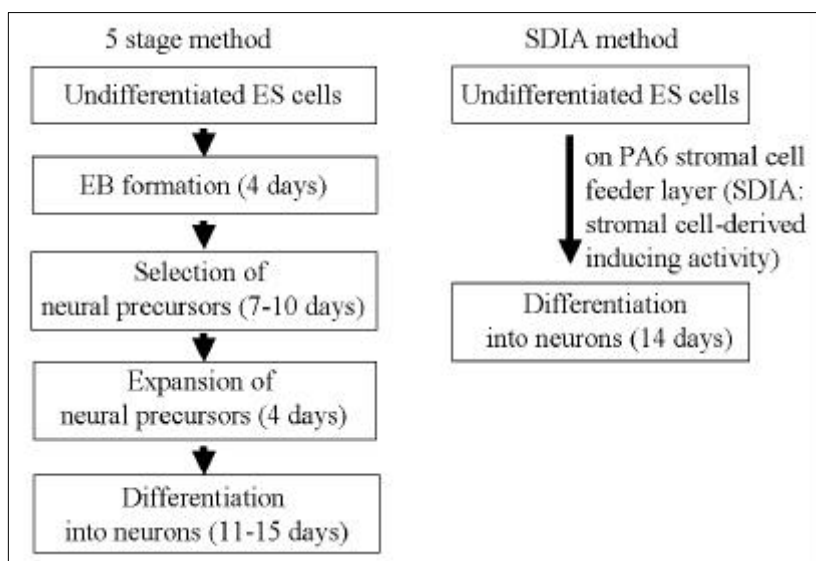 5 stage method
Undifferentiated ES cells
EB formation (4 days)
Selection of
neural precursors (7-10 days)
Expansion of
neural precursors (4 days)
Differentiation
into neurons (11-15 days)
SDIA method
Undifferentiated ES cells
on PA6 stromal cell
feeder layer (SDIA:
stromal cell-derived
inducing activity)
Differentiation
into neurons (14 days)